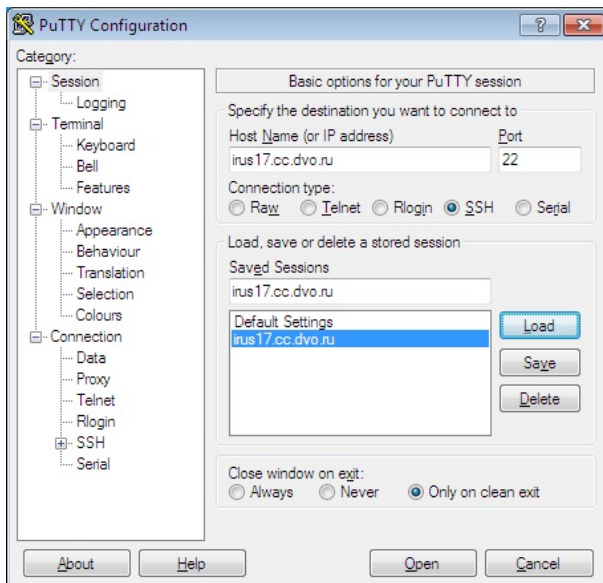 PuTTY Configuration
Category:
Session
Logging
Terminal
Keyboard
Bell
Features
Window
Appearance
Behaviour
Translation
Selection
Colours
Connection
Data
Proxy
Telnet
Rlogin
SSH
Serial
Basic options for your PuTTY session
Specify the destination you want to connect to
Host Name (or IP address) Port
irus17.cc.dvo.ru 22
Connection type:
Raw Telnet Rlogin SSH Serial
Load, save or delete a stored session
Saved Sessions
irus17.cc.dvo.ru
Default Settings
irus17.cc.dvo.ru
Load
Save
Delete
Close window on exit:
Always Never Only on clean exit
About Help Open Cancel